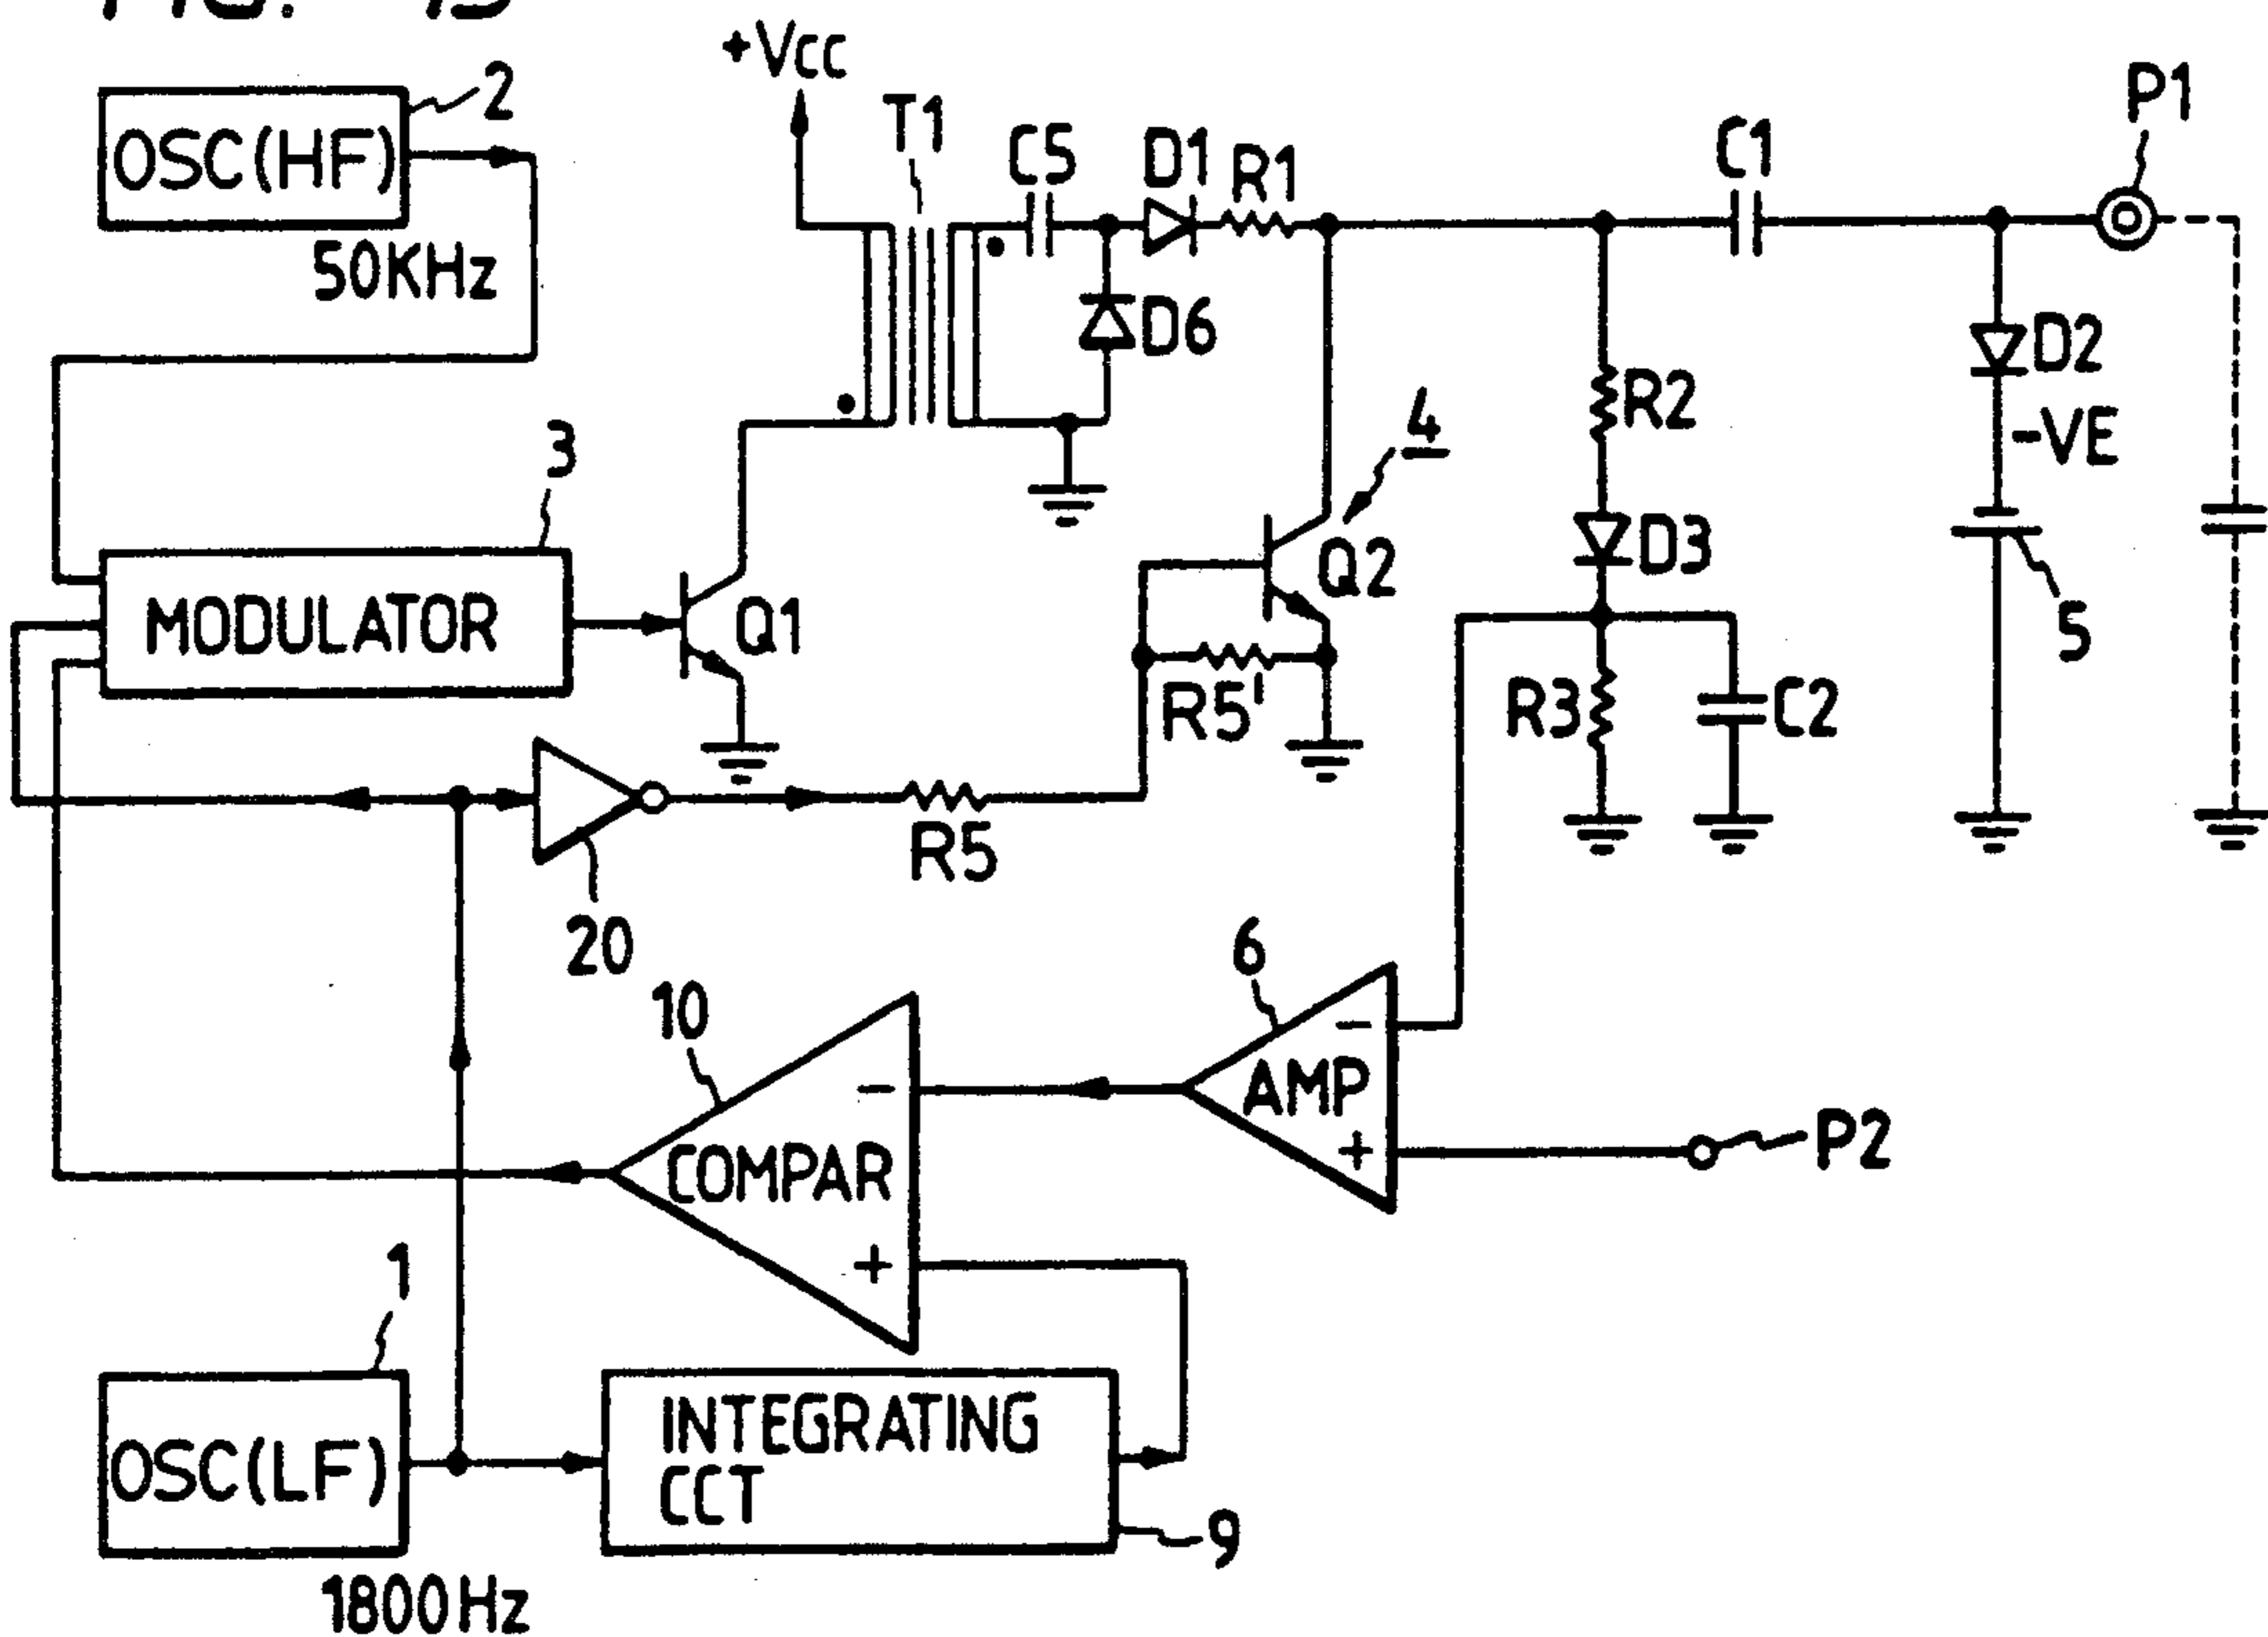 2
OSC(HF)
50KHz
+Vcc
T1
C5
D1
R1
C1
P1
D6
R2
D2
-VE
4
3
MODULATOR
Q1
Q2
D3
5
R5'
R3
C2
20
R5
6
10
-
AMP
+
P2
-
COMPAR
+
1
OSC(LF)
INTEGRATING
CCT
9
1800Hz